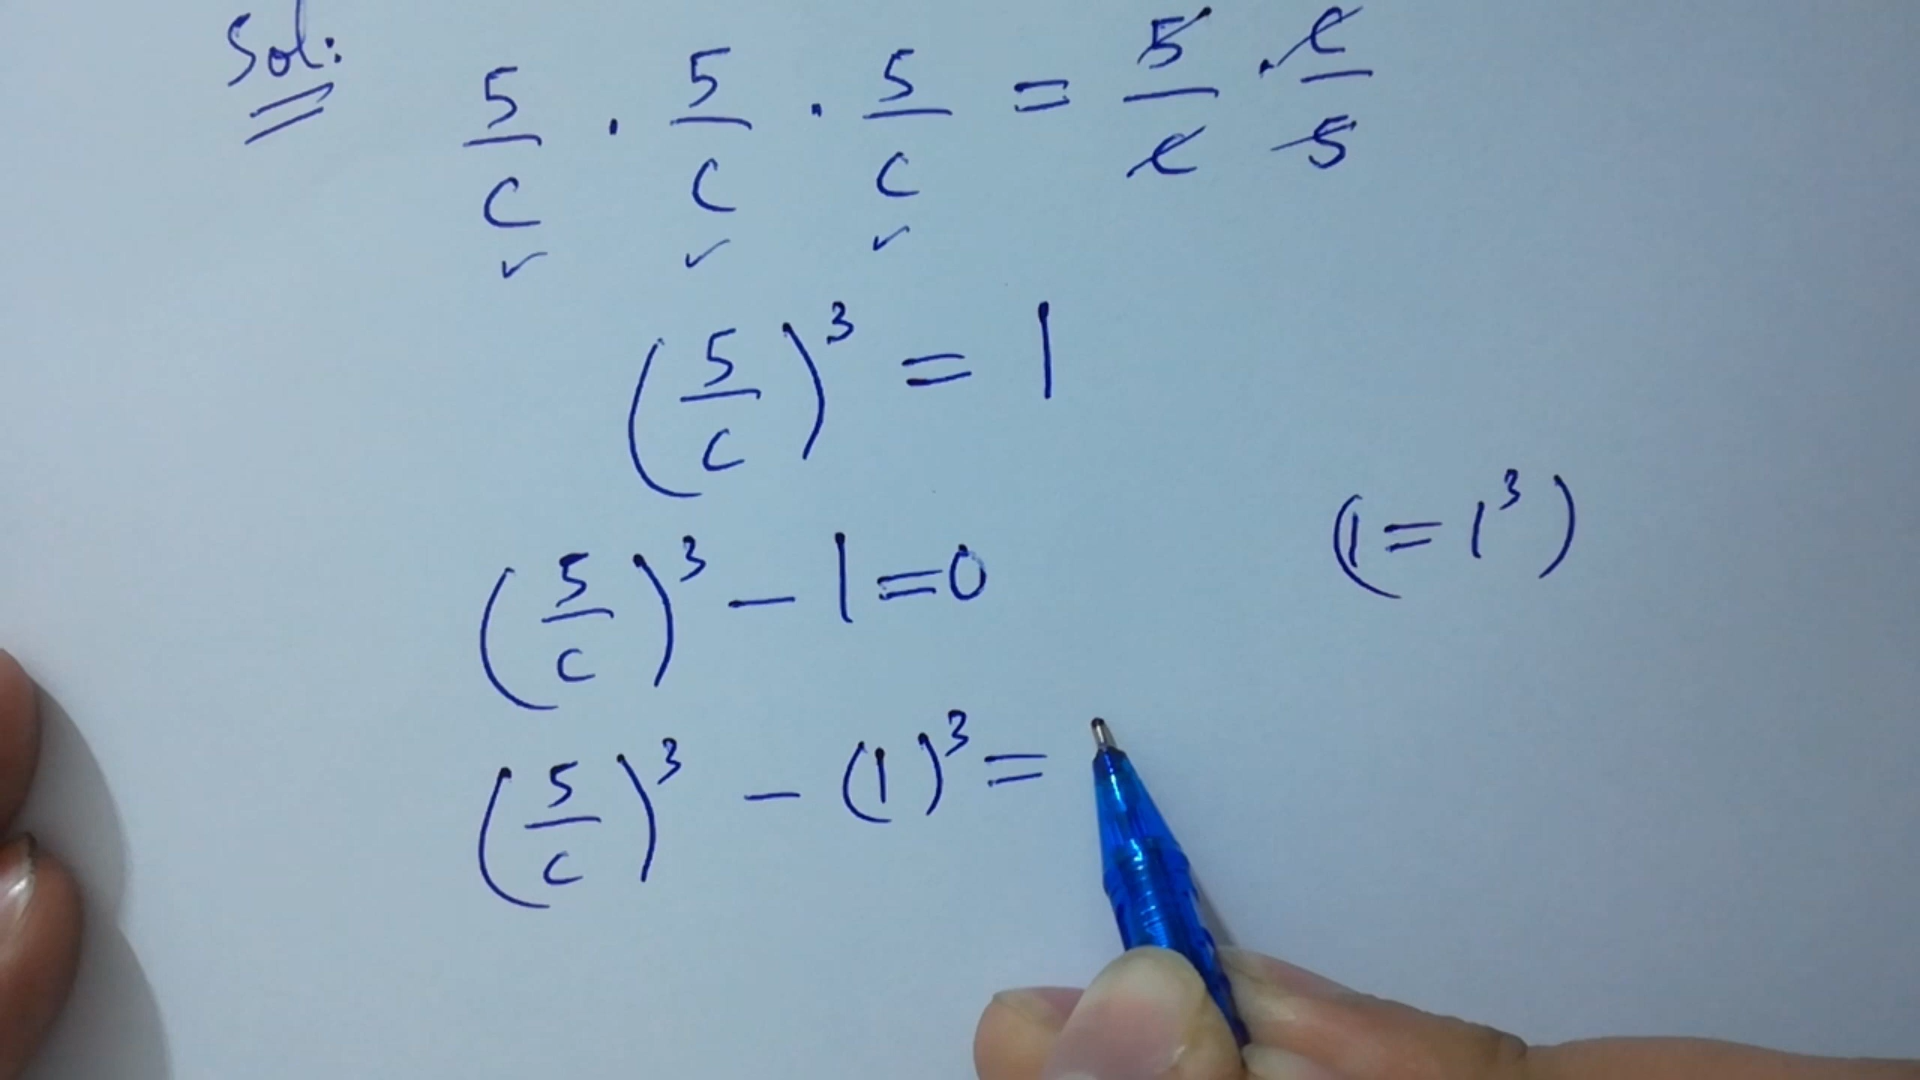 Sol:
5/c · 5/c · 5/c = 5/c · c/5
(5/c)³ = 1
(5/c)³ - 1 = 0
(1 = 1³)
(5/c)³ - (1)³ =